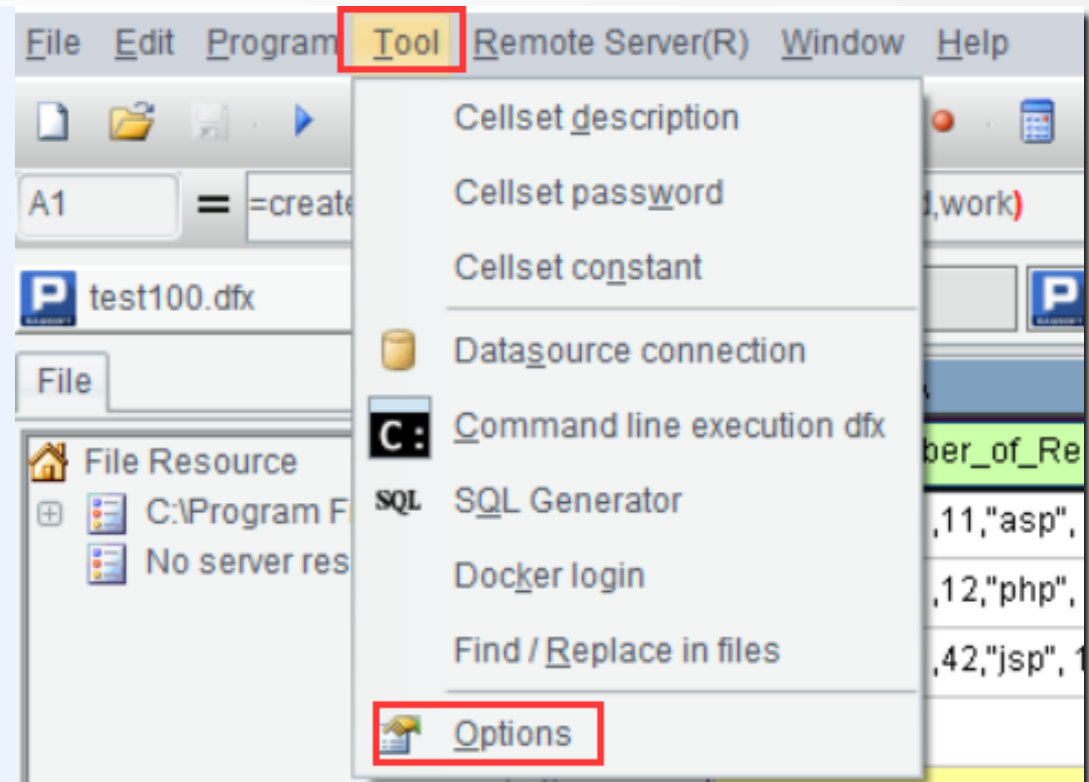 File Edit Program Tool Remote Server(R) Window Help
Cellset description
A1 = =create ,work)
Cellset password
Cellset constant
P test100.dfx P
Datasource connection
File
C: Command line execution dfx
File Resource ber_of_Re
SQL SQL Generator
C:\Program F ,11,"asp",
No server res
Docker login
,12,"php",
Find / Replace in files
,42,"jsp", 1
Options